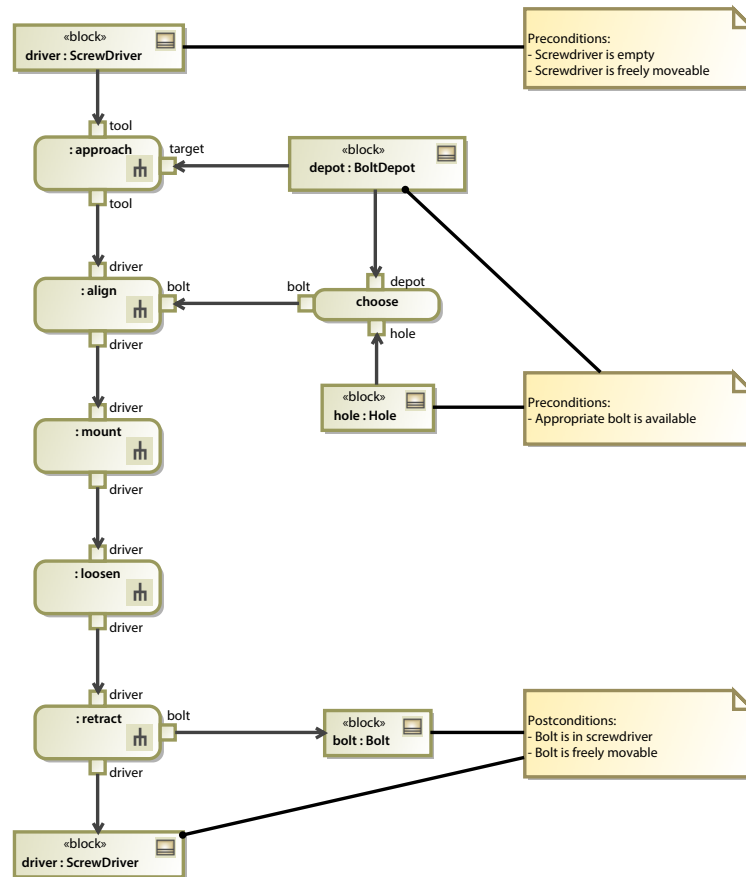 «block»
driver : ScrewDriver
Preconditions:
- Screwdriver is empty
- Screwdriver is freely moveable
tool
: approach
target
tool
«block»
depot : BoltDepot
driver
: align
bolt
bolt
depot
choose
hole
driver
«block»
hole : Hole
Preconditions:
- Appropriate bolt is available
driver
: mount
driver
driver
: loosen
driver
driver
: retract
bolt
driver
«block»
bolt : Bolt
Postconditions:
- Bolt is in screwdriver
- Bolt is freely movable
«block»
driver : ScrewDriver